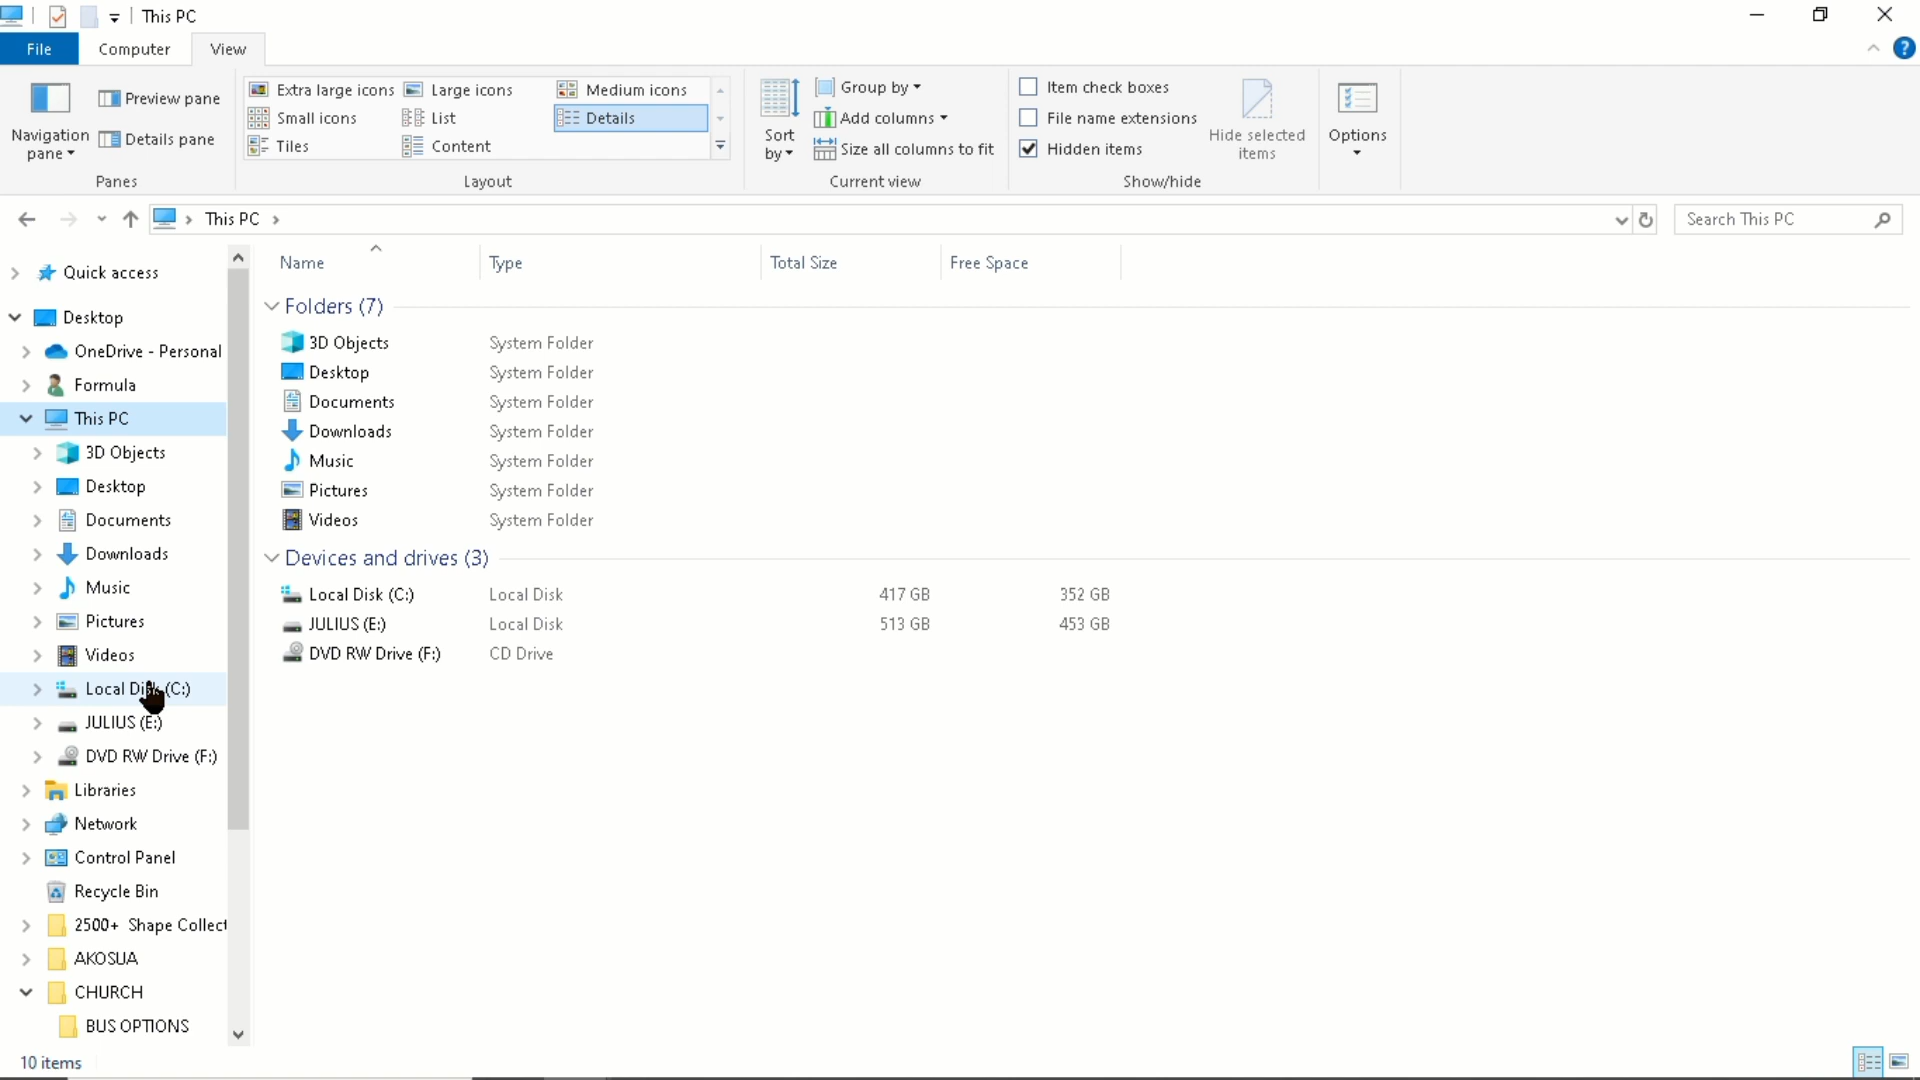 This PC
File Computer View
Navigation pane
Preview pane
Details pane
Panes
Extra large icons Large icons Medium icons
Small icons List Details
Tiles Content
Layout
Sort by
Group by
Add columns
Size all columns to fit
Current view
Item check boxes
File name extensions
Hidden items
Hide selected items
Show/hide
Options
This PC
Search This PC
Quick access
Desktop
OneDrive - Personal
Formula
This PC
3D Objects
Desktop
Documents
Downloads
Music
Pictures
Videos
Local Disk (C:)
JULIUS (E:)
DVD RW Drive (F:)
Libraries
Network
Control Panel
Recycle Bin
2500+ Shape Collect
AKOSUA
CHURCH
BUS OPTIONS
Name Type Total Size Free Space
Folders (7)
3D Objects System Folder
Desktop System Folder
Documents System Folder
Downloads System Folder
Music System Folder
Pictures System Folder
Videos System Folder
Devices and drives (3)
Local Disk (C:) Local Disk 417 GB 352 GB
JULIUS (E:) Local Disk 513 GB 453 GB
DVD RW Drive (F:) CD Drive
10 items